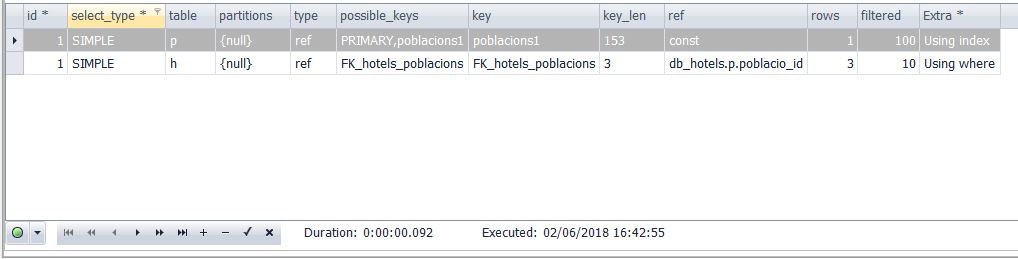 id * select_type * table partitions type possible_keys key key_len ref rows filtered Extra *
1 SIMPLE p {null} ref PRIMARY,poblacions1 poblacions1 153 const 1 100 Using index
1 SIMPLE h {null} ref FK_hotels_poblacions FK_hotels_poblacions 3 db_hotels.p.poblacio_id 3 10 Using where
Duration: 0:00:00.092 Executed: 02/06/2018 16:42:55